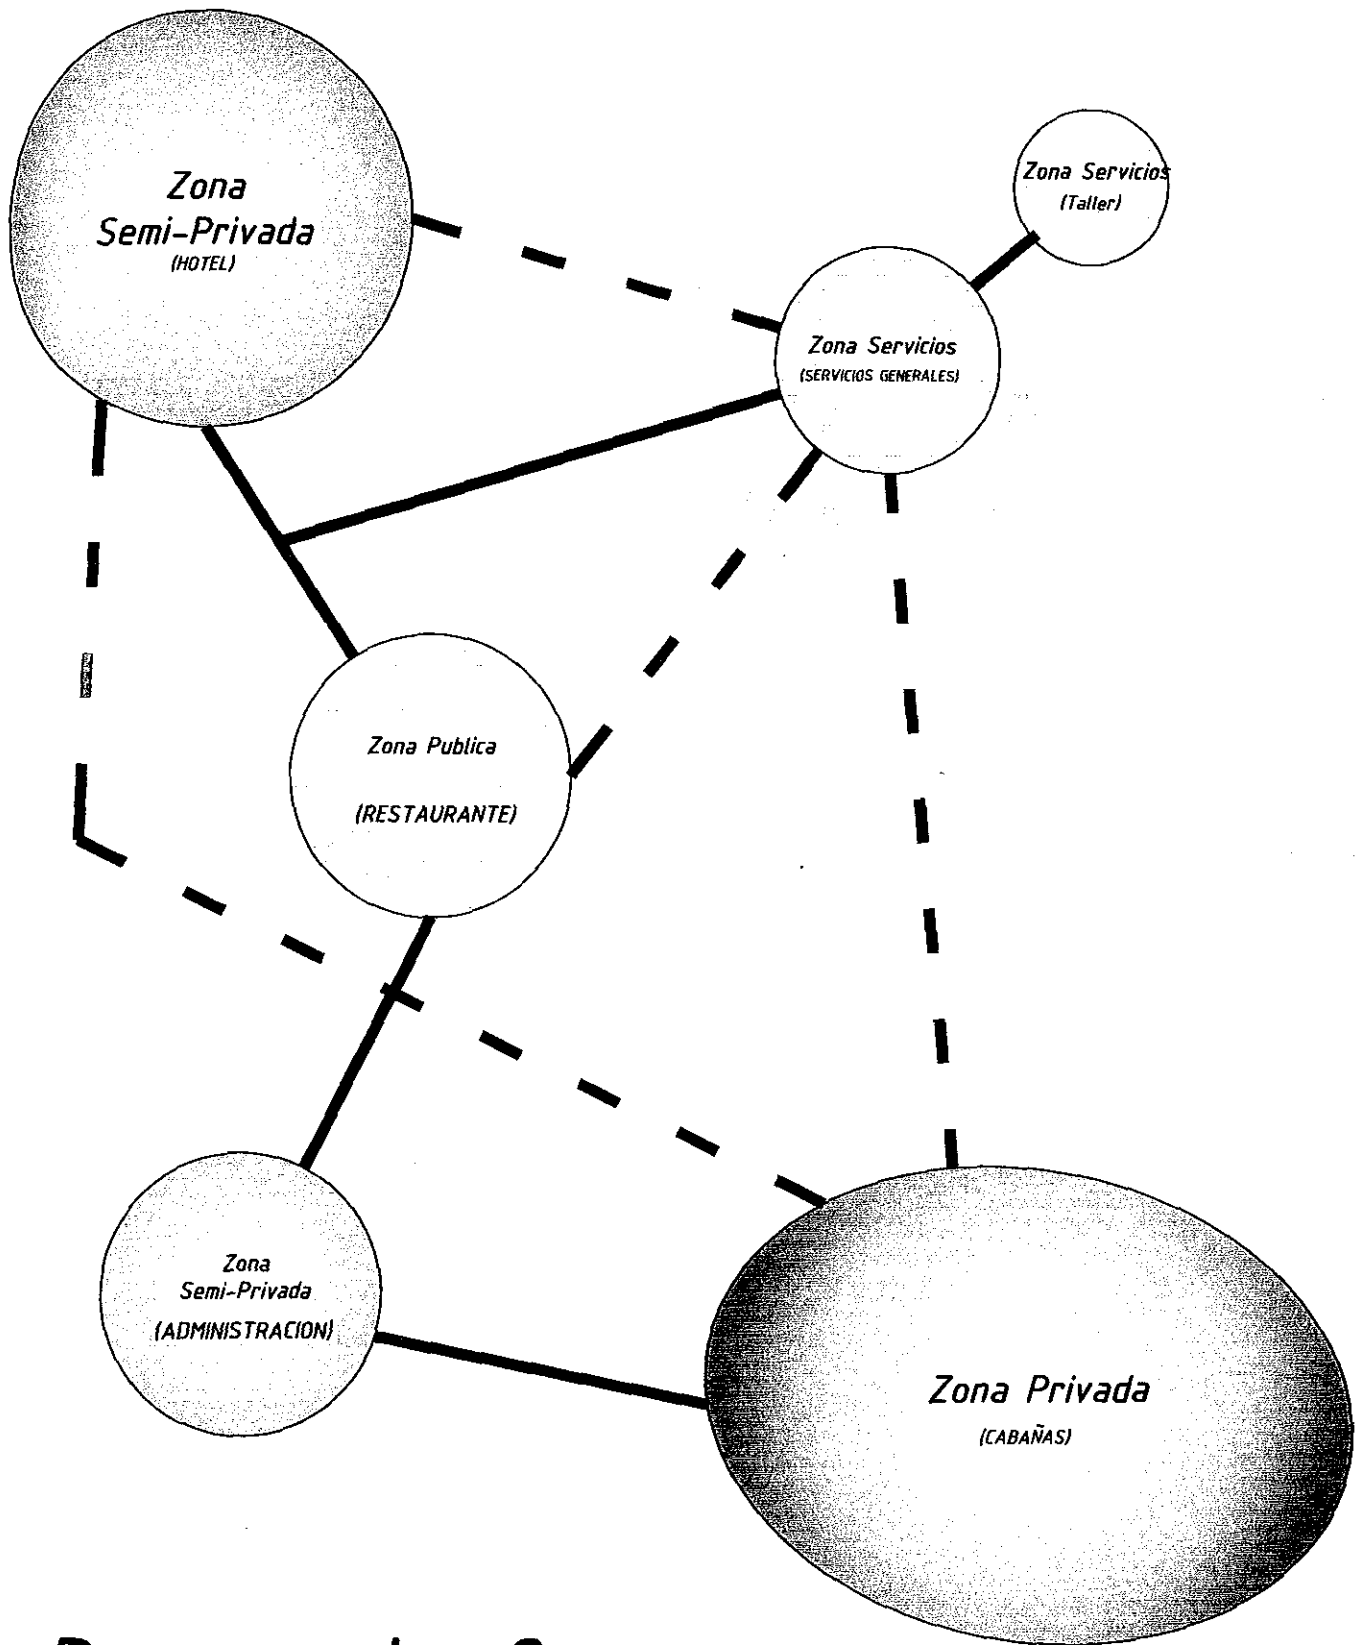 Zona
Semi-Privada
(HOTEL)
Zona Servicios
(Taller)
Zona Servicios
(SERVICIOS GENERALES)
Zona Publica
(RESTAURANTE)
Zona
Semi-Privada
(ADMINISTRACION)
Zona Privada
(CABAÑAS)